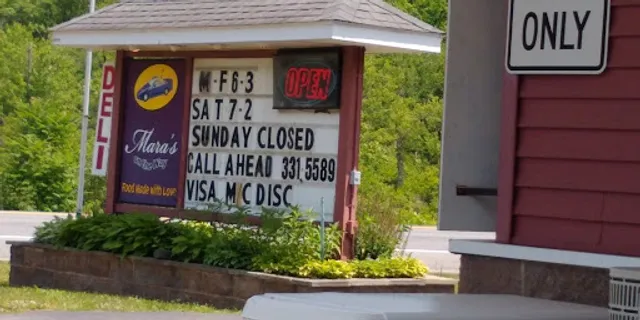 ONLY
DELI
Mara's
Food Made with Love
M-F 6-3
OPEN
SAT 7-2
SUNDAY CLOSED
CALL AHEAD 331 5589
VISA M/C DISC